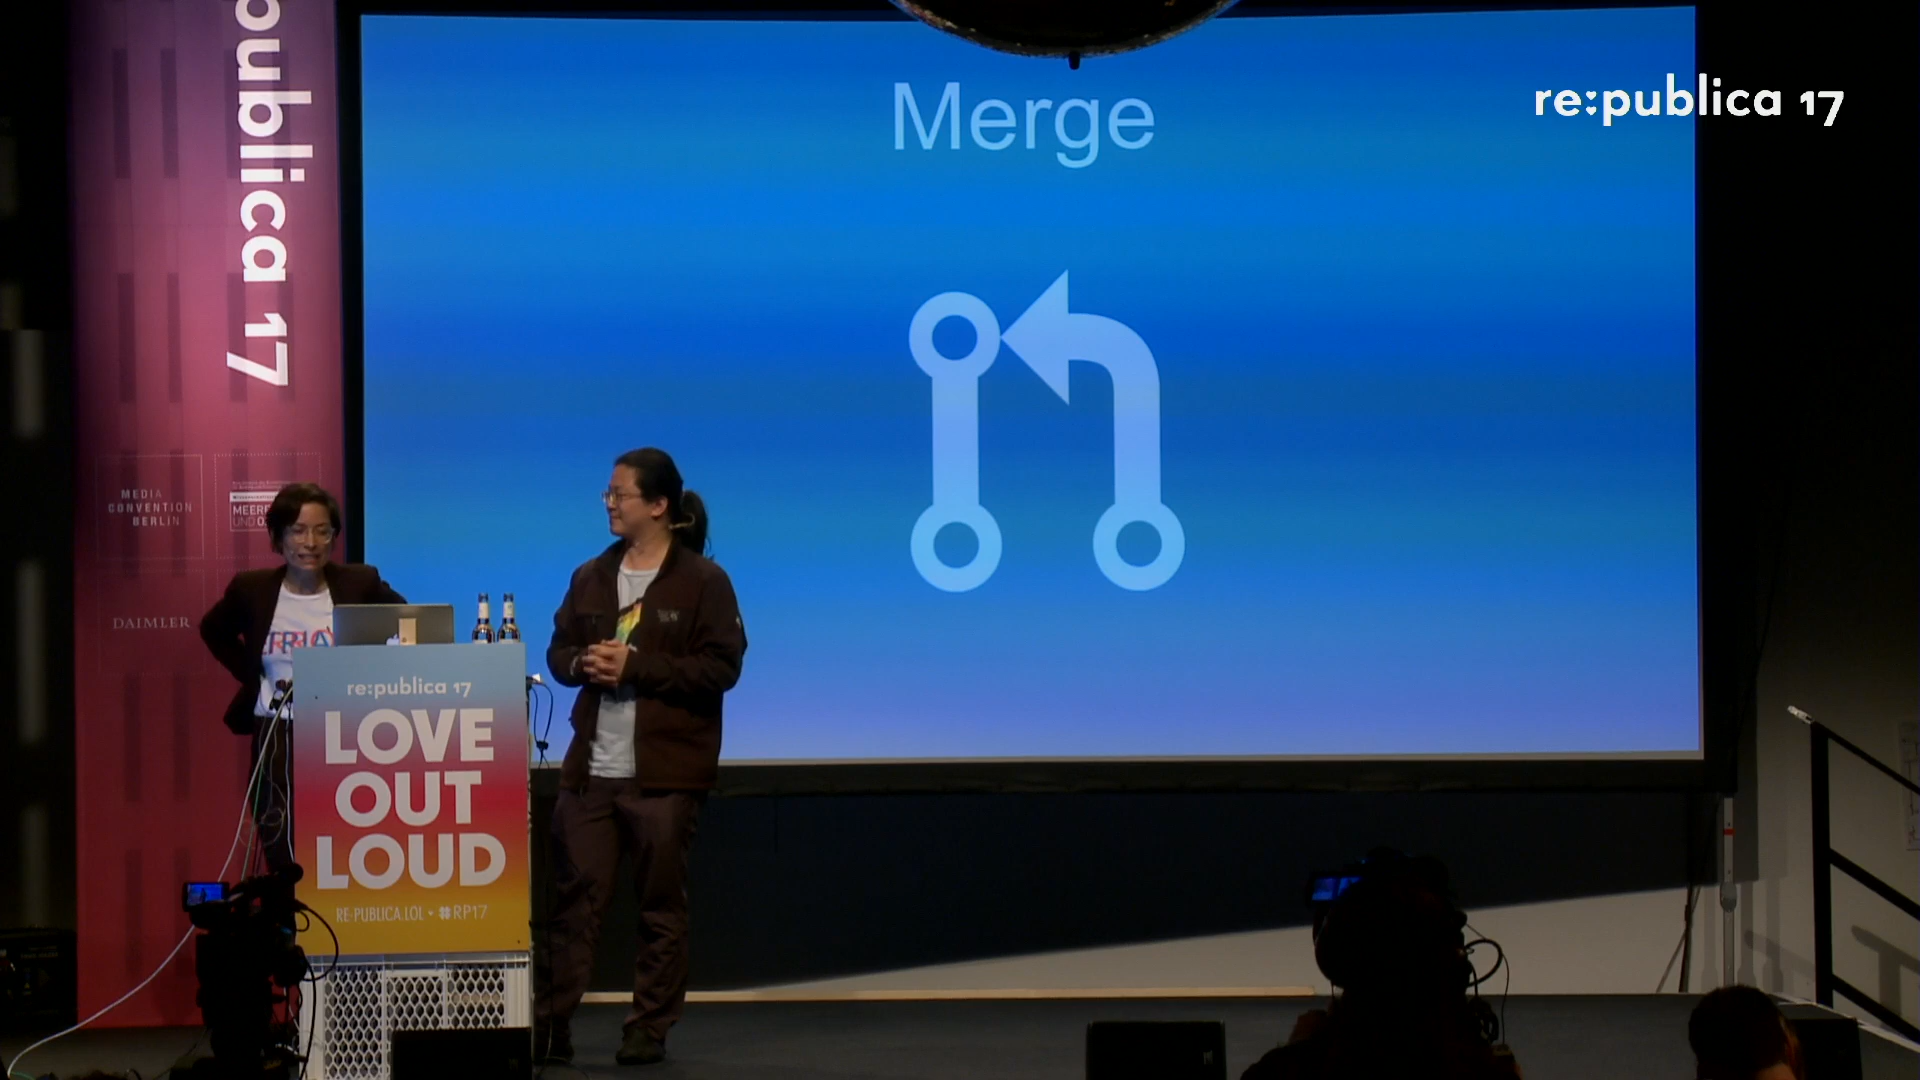 publica 17
Merge
re:publica 17
MEDIA
CONVENTION
BERLIN
DAIMLER
re:publica 17
LOVE
OUT
LOUD
RE-PUBLICA.LOL • #RP17